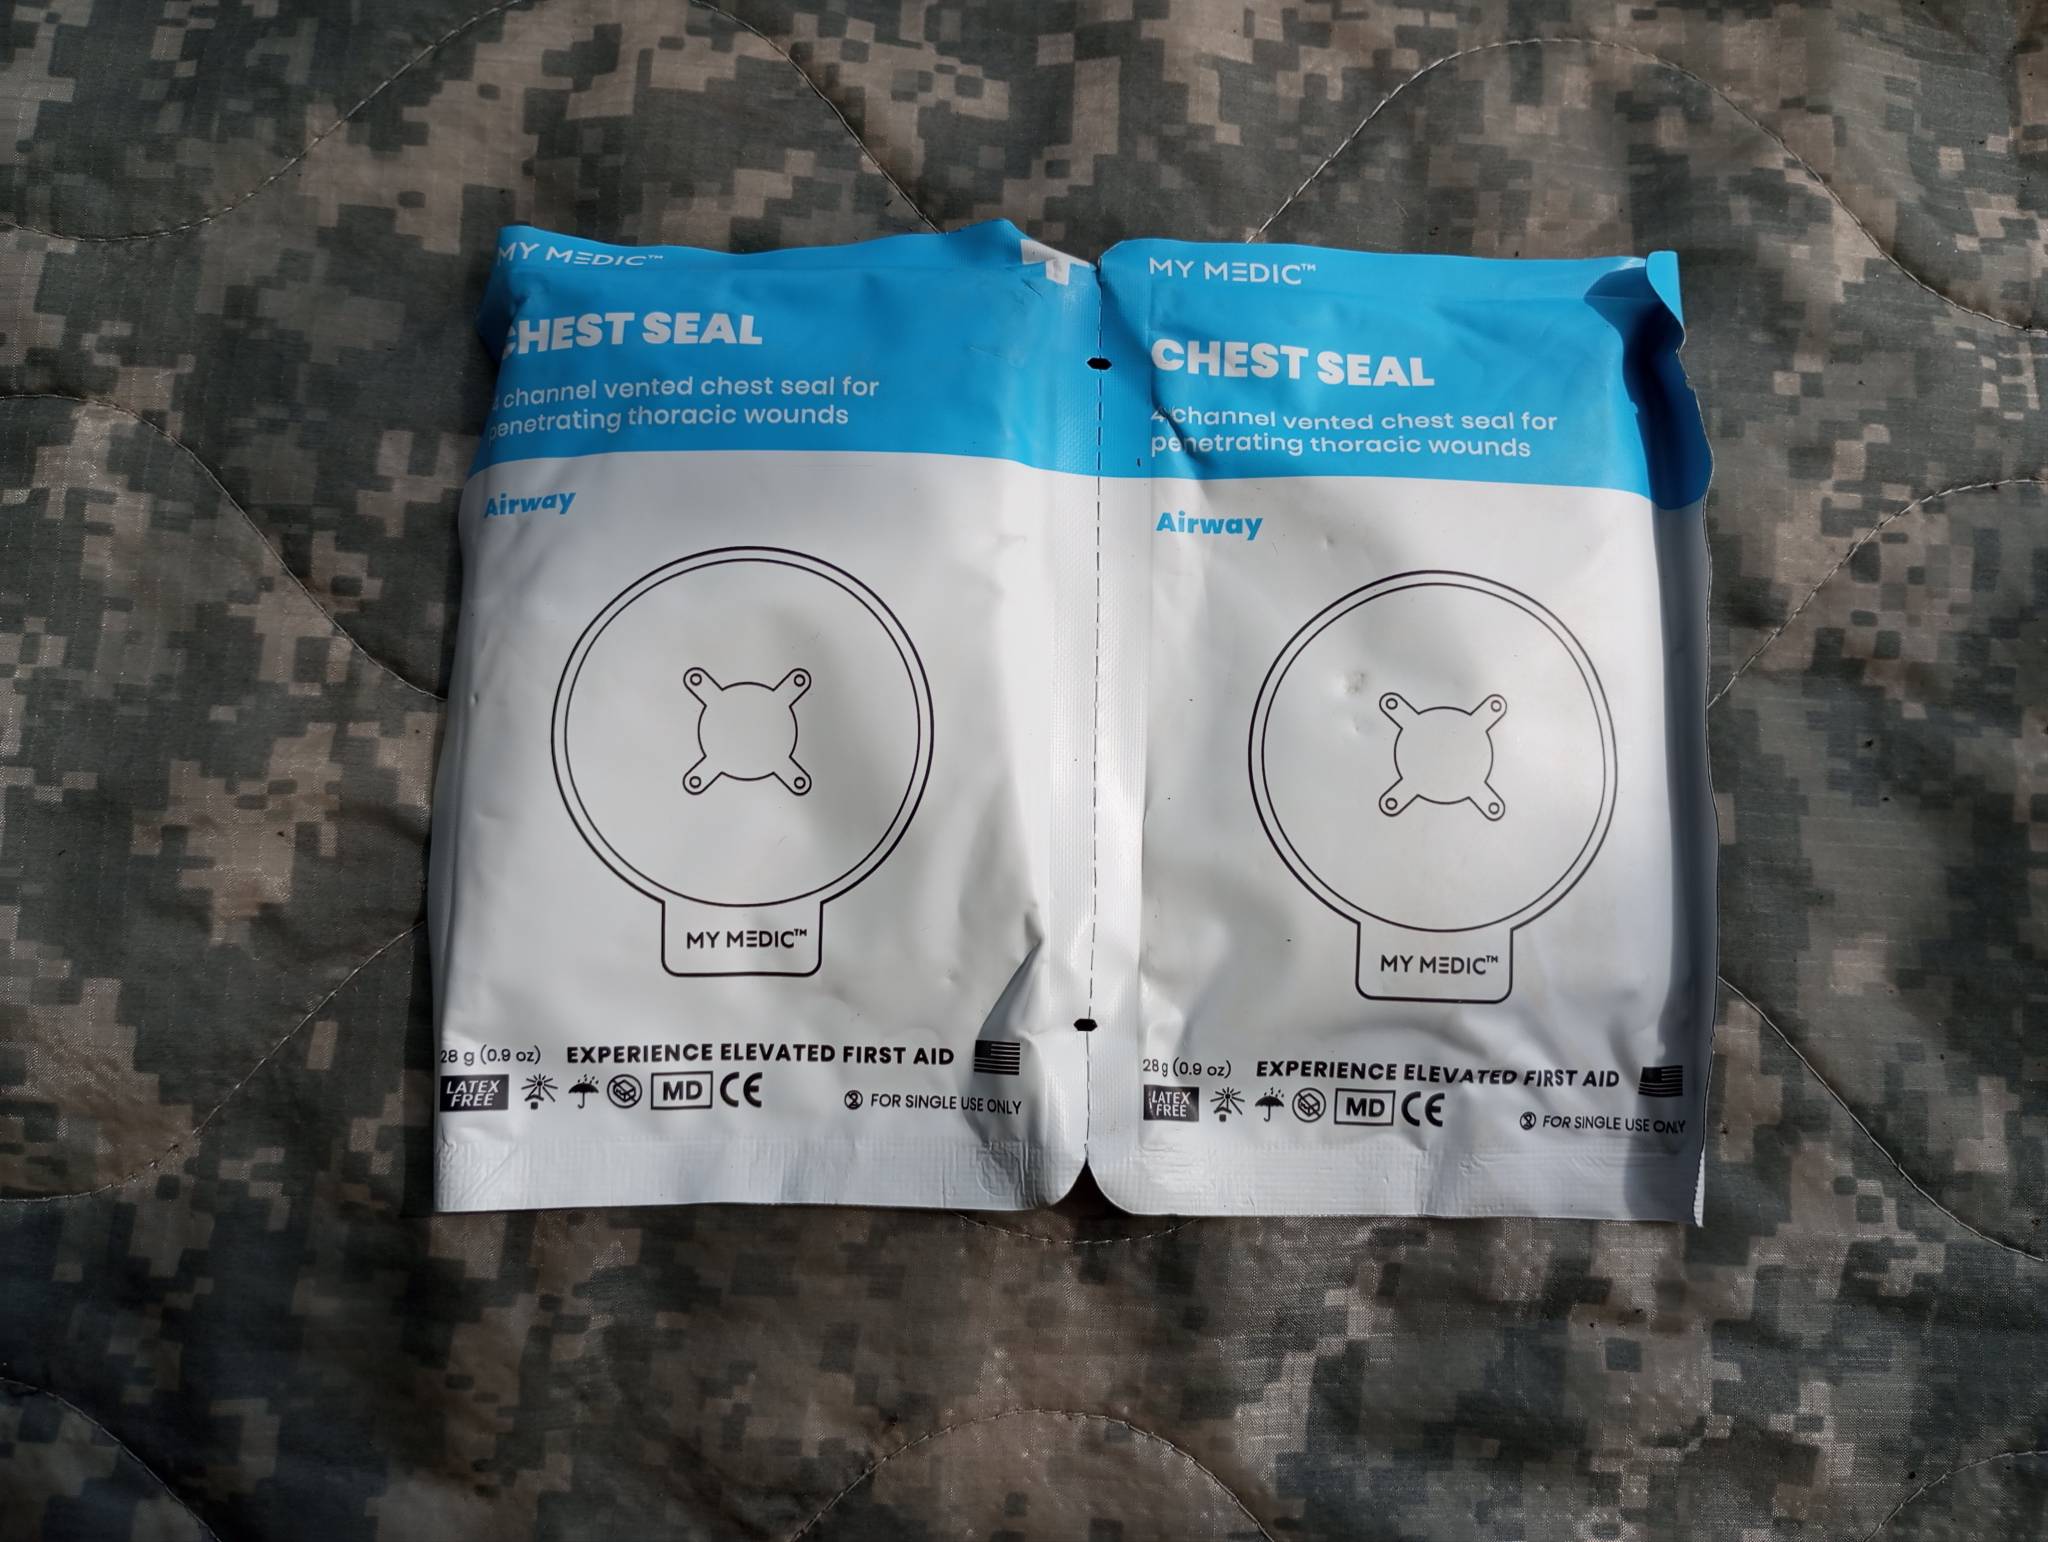 MY MEDIC™
CHEST SEAL
4 channel vented chest seal for
penetrating thoracic wounds
Airway
MY MEDIC™
28 g (0.9 oz)
EXPERIENCE ELEVATED FIRST AID
LATEX
FREE
MD
CE
FOR SINGLE USE ONLY
MY MEDIC™
CHEST SEAL
4 channel vented chest seal for
penetrating thoracic wounds
Airway
MY MEDIC™
28 g (0.9 oz)
EXPERIENCE ELEVATED FIRST AID
LATEX
FREE
MD
CE
FOR SINGLE USE ONLY